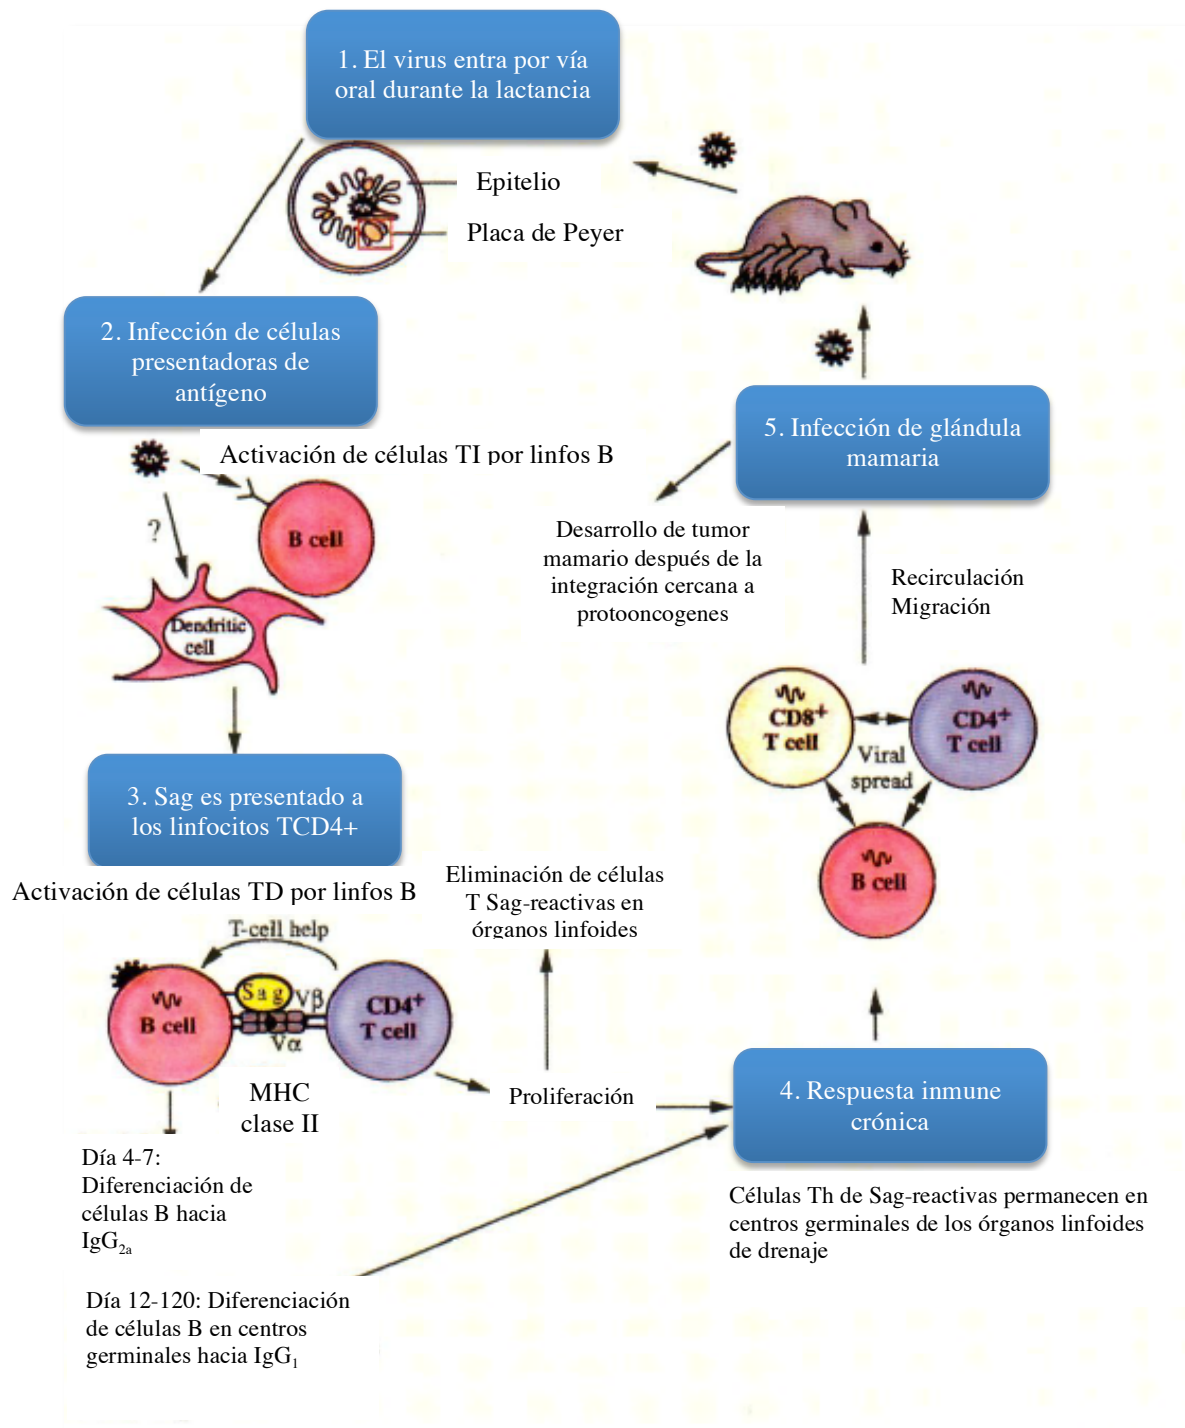 1. El virus entra por vía
oral durante la lactancia
Epitelio
Placa de Peyer
2. Infección de células
presentadoras de
antígeno
Activación de células TI por linfos B
?
B cell
Dendritic
cell
3. Sag es presentado a
los linfocitos TCD4+
Activación de células TD por linfos B
T-cell help
Sag
Vβ
B cell
CD4+
T cell
Vα
MHC
clase II
Día 4-7:
Diferenciación de
células B hacia
IgG2a
Día 12-120: Diferenciación
de células B en centros
germinales hacia IgG1
Eliminación de células
T Sag-reactivas en
órganos linfoides
Proliferación
4. Respuesta inmune
crónica
Células Th de Sag-reactivas permanecen en
centros germinales de los órganos linfoides
de drenaje
CD8+
T cell
CD4+
T cell
Viral
spread
B cell
Recirculación
Migración
5. Infección de glándula
mamaria
Desarrollo de tumor
mamario después de la
integración cercana a
protooncogenes